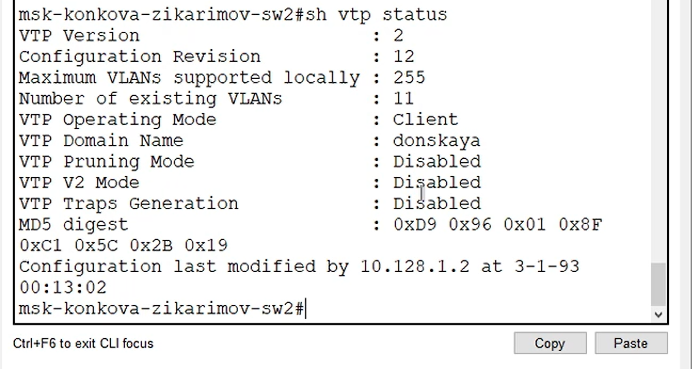 msk-konkova-zikarimov-sw2#sh vtp status
VTP Version : 2
Configuration Revision : 12
Maximum VLANs supported locally : 255
Number of existing VLANs : 11
VTP Operating Mode : Client
VTP Domain Name : donskaya
VTP Pruning Mode : Disabled
VTP V2 Mode : Disabled
VTP Traps Generation : Disabled
MD5 digest : 0xD9 0x96 0x01 0x8F
0xC1 0x5C 0x2B 0x19
Configuration last modified by 10.128.1.2 at 3-1-93
00:13:02
msk-konkova-zikarimov-sw2#
Ctrl+F6 to exit CLI focus Copy Paste